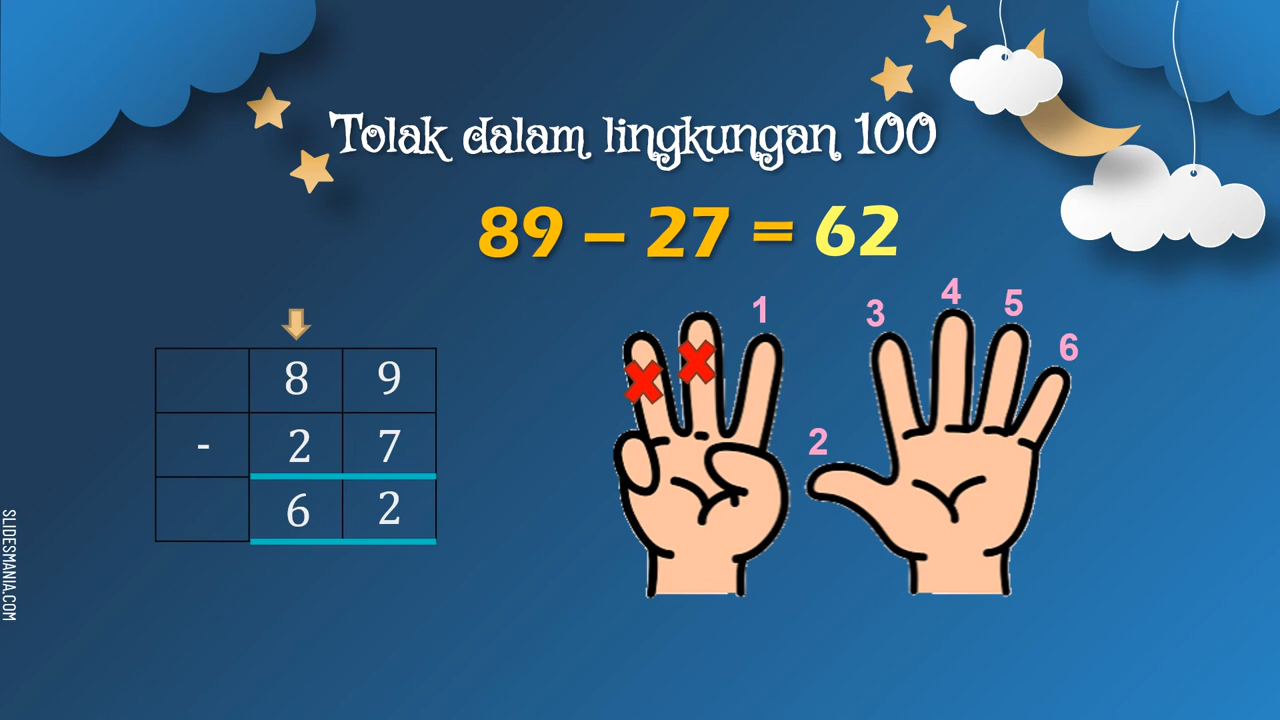 Tolak dalam lingkungan 100
89 – 27 = 62
8 9
- 2 7
6 2
1
2
3
4
5
6
SLIDESMANIA.COM